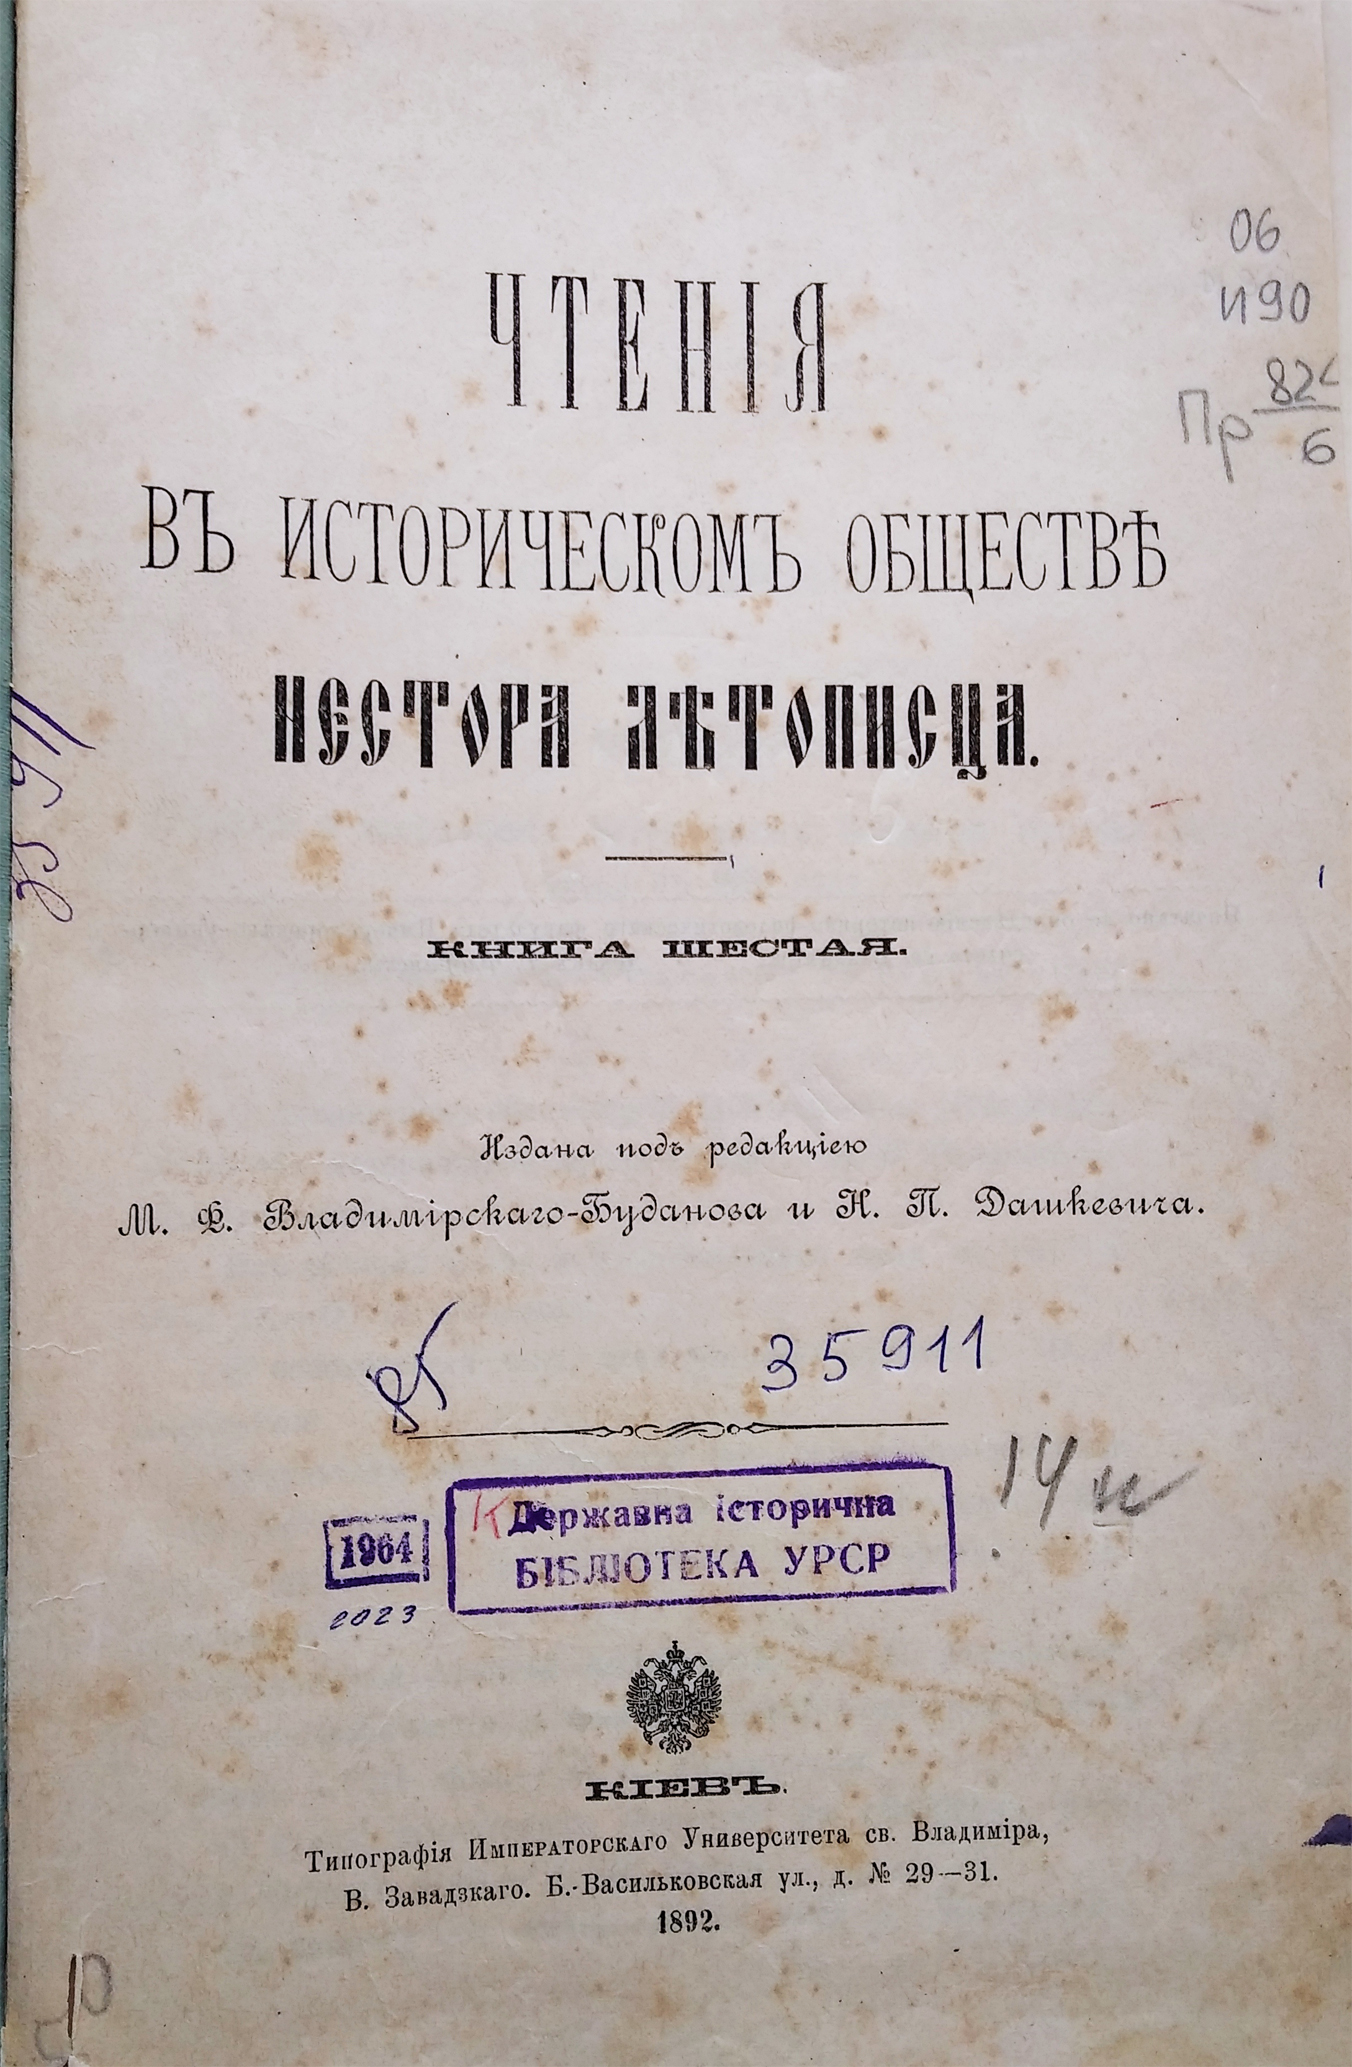 06
И90
Пр 82
6
ЧТЕНІЯ
ВЪ ИСТОРИЧЕСКОМЪ ОБЩЕСТВѢ
НЕСТОРА ЛѢТОПИСЦА.
35911
КНИГА ШЕСТАЯ.
Издана подъ редакціею
М. Ф. Владимірскаго-Буданова и Н. П. Дашкевича.
35911
14
Державна історична
БІБЛІОТЕКА УРСР
1964
2023
КІЕВЪ.
Типографія Императорскаго Университета св. Владиміра,
В. Завадзкаго. Б.-Васильковская ул., д. № 29—31.
1892.